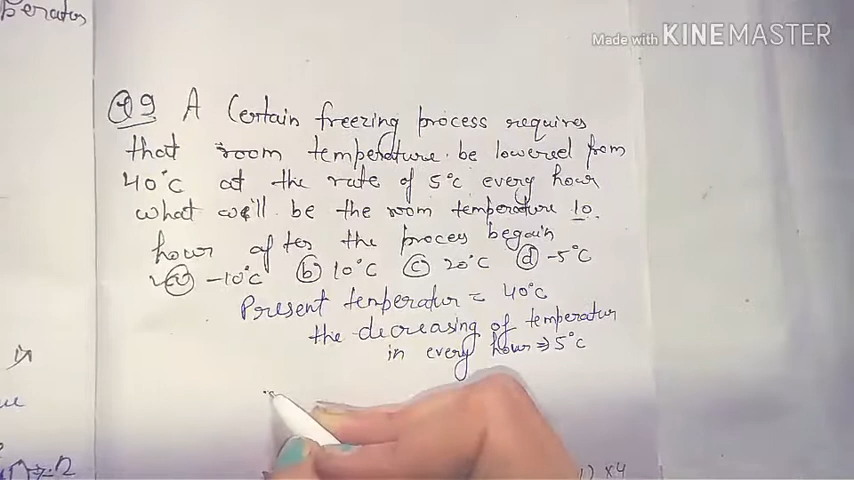 perator
Made with KINEMASTER
Q9 A Certain freezing process requires
that room temperature be lowered from
40°C at the rate of 5°C every hour
what will be the room temperature 10
hour after the proces begain
(a) -10°C (b) 10°C (c) 20°C (d) -5°C
Present temperatur = 40°C
the decreasing of temperatur
in every hour ⇒ 5°C
) x4